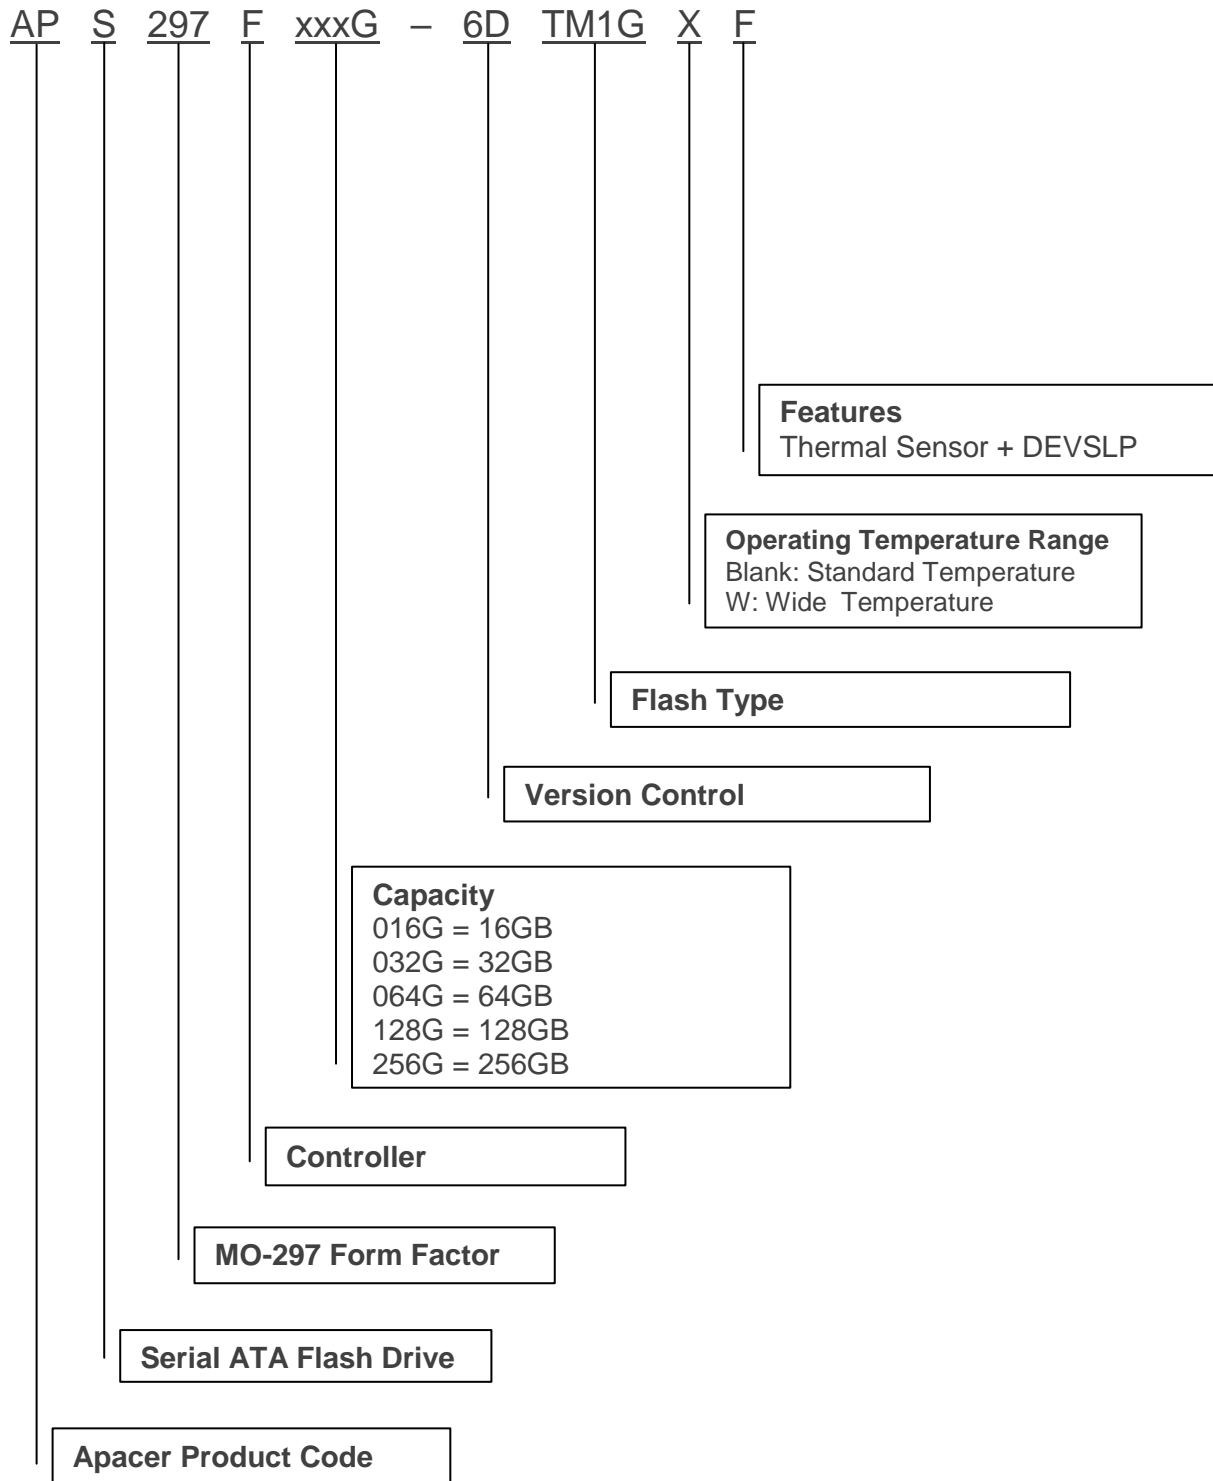 AP S 297 F xxxG – 6D TM1G X F
Features
Thermal Sensor + DEVSLP
Operating Temperature Range
Blank: Standard Temperature
W: Wide Temperature
Flash Type
Version Control
Capacity
016G = 16GB
032G = 32GB
064G = 64GB
128G = 128GB
256G = 256GB
Controller
MO-297 Form Factor
Serial ATA Flash Drive
Apacer Product Code